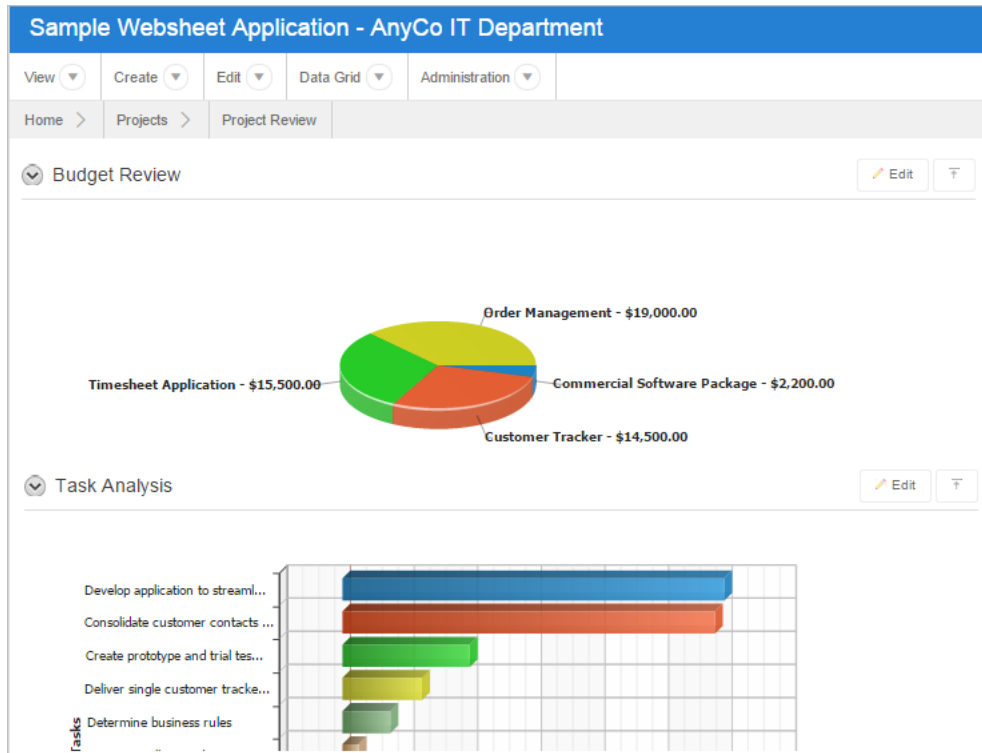 Sample Websheet Application - AnyCo IT Department
View Create Edit Data Grid Administration
Home Projects Project Review
Budget Review Edit
Order Management - $19,000.00
Timesheet Application - $15,500.00 Commercial Software Package - $2,200.00
Customer Tracker - $14,500.00
Task Analysis Edit
Develop application to streaml...
Consolidate customer contacts ...
Create prototype and trial tes...
Deliver single customer tracke...
Determine business rules
Tasks